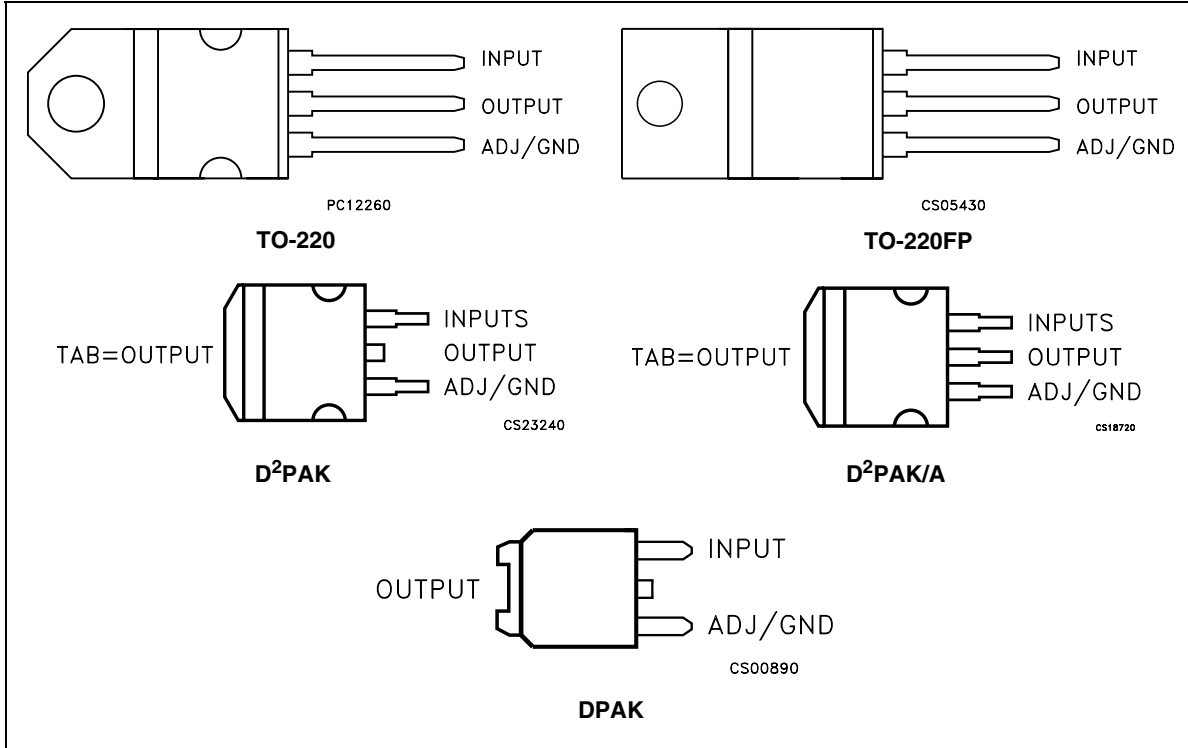 INPUT
OUTPUT
ADJ/GND
PC12260
TO-220
INPUT
OUTPUT
ADJ/GND
CS05430
TO-220FP
TAB=OUTPUT
INPUTS
OUTPUT
ADJ/GND
CS23240
D²PAK
TAB=OUTPUT
INPUTS
OUTPUT
ADJ/GND
CS18720
D²PAK/A
OUTPUT
INPUT
ADJ/GND
CS00890
DPAK